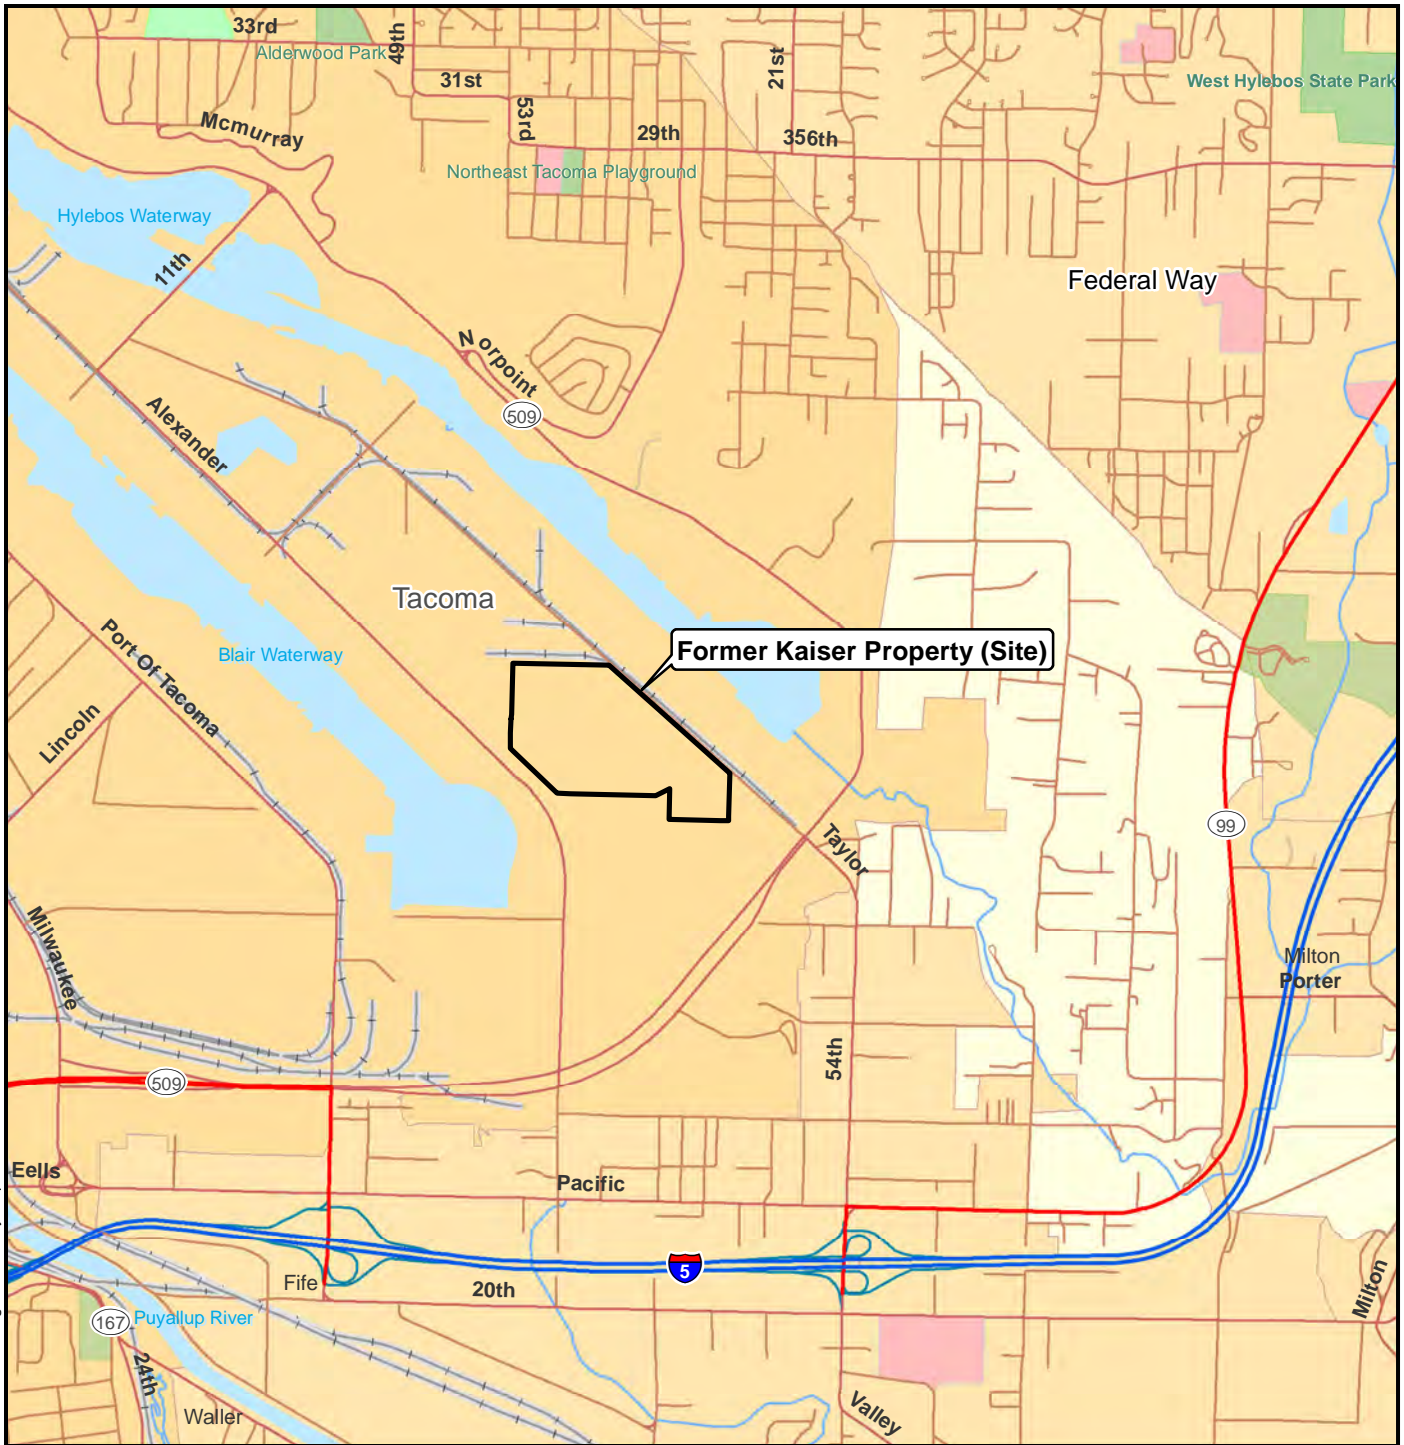 33rd
49th
Alderwood Park
31st
21st
West Hylebos State Park
53rd
Mcmurray
29th
356th
Northeast Tacoma Playground
Hylebos Waterway
11th
Federal Way
Norpoint
509
Alexander
Tacoma
Port Of Tacoma
Blair Waterway
Former Kaiser Property (Site)
Lincoln
99
Taylor
Milwaukee
Milton
Porter
54th
509
Eells
Pacific
5
Fife
20th
Milton
167
Puyallup River
24th
Waller
Valley